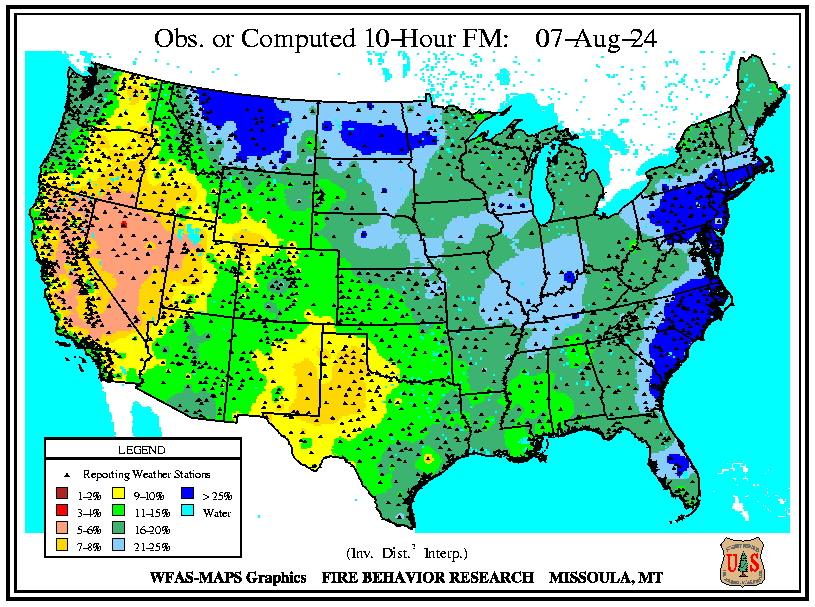 Obs. or Computed 10-Hour FM: 07-Aug-24
LEGEND
Reporting Weather Stations
1-2% 9-10% > 25%
3-4% 11-15% Water
5-6% 16-20%
7-8% 21-25%
(Inv. Dist.² Interp.)
WFAS-MAPS Graphics FIRE BEHAVIOR RESEARCH MISSOULA, MT
U S